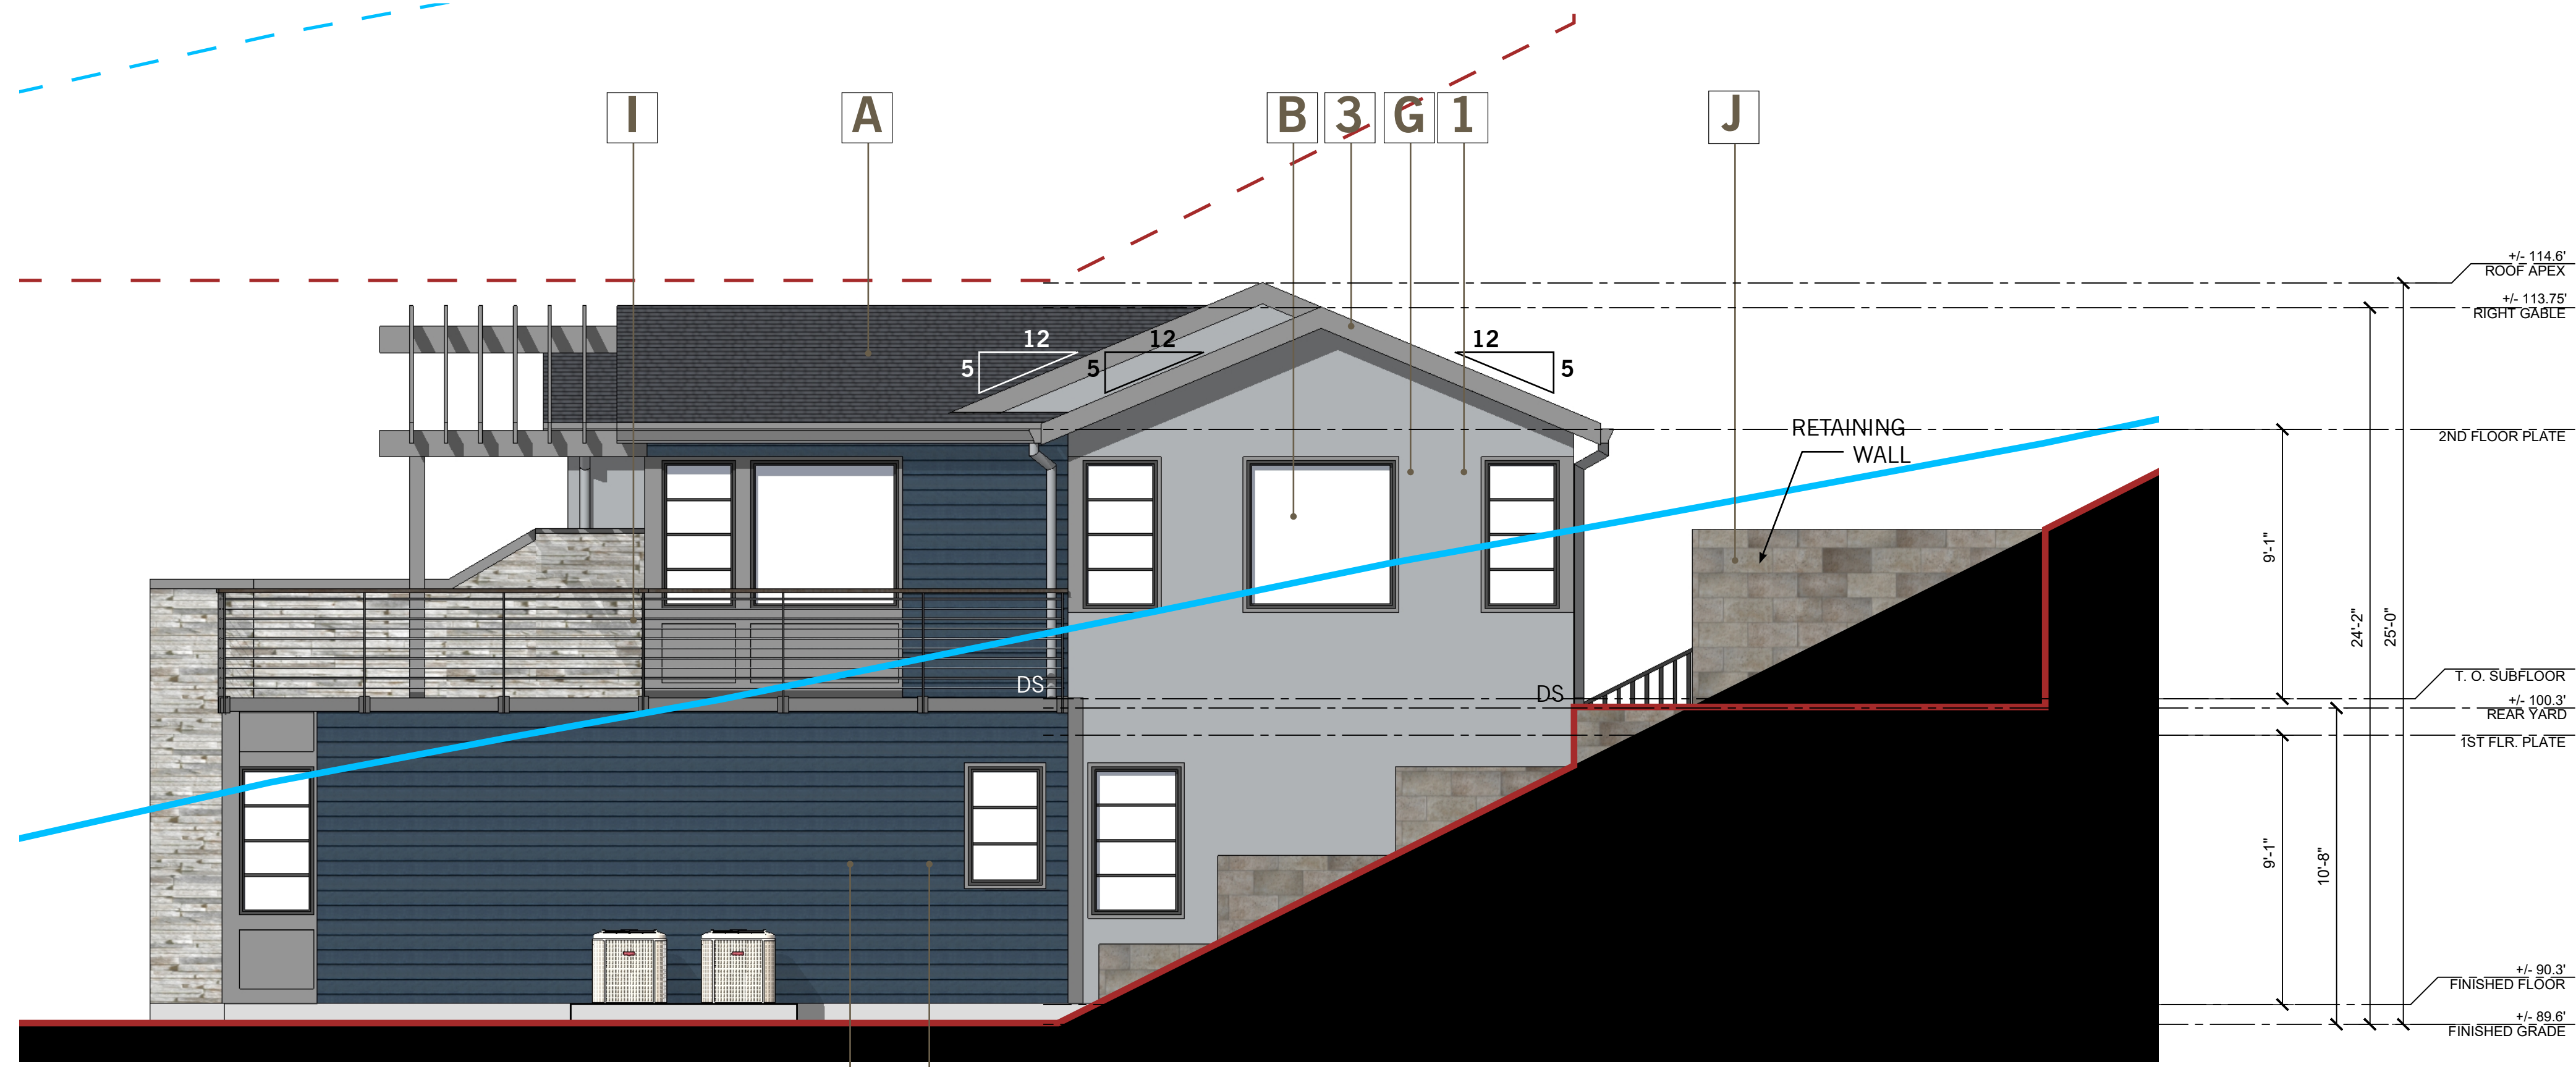 I
A
B
3
G
1
J
+/- 114.6'
ROOF APEX
+/- 113.75'
RIGHT GABLE
12
5
12
5
12
5
RETAINING
WALL
2ND FLOOR PLATE
9'-1"
24'-2"
25'-0"
DS
DS
T. O. SUBFLOOR
+/- 100.3'
REAR YARD
1ST FLR. PLATE
9'-1"
10'-8"
+/- 90.3'
FINISHED FLOOR
+/- 89.6'
FINISHED GRADE